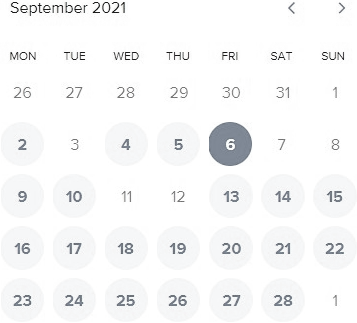 September 2021
MON TUE WED THU FRI SAT SUN
26 27 28 29 30 31 1
2 3 4 5 6 7 8
9 10 11 12 13 14 15
16 17 18 19 20 21 22
23 24 25 26 27 28 1